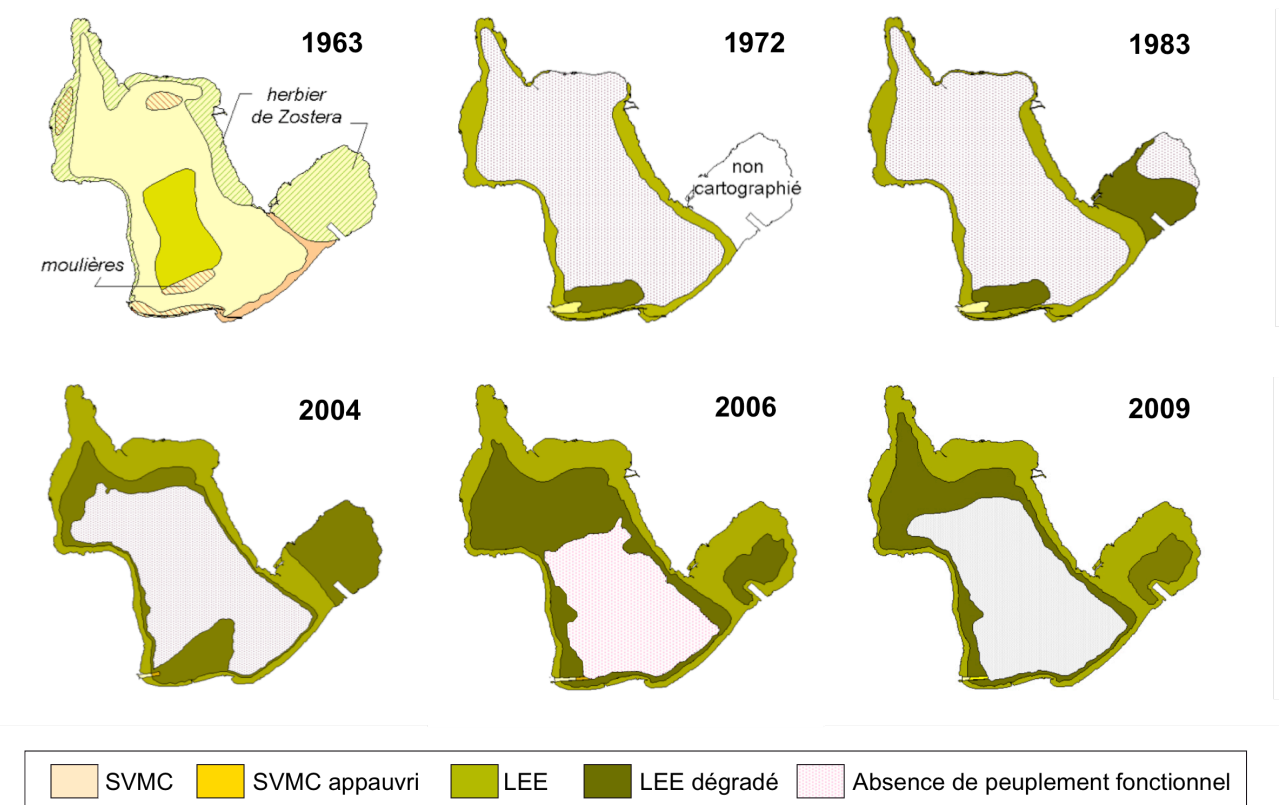 1963
1972
1983
herbier
de Zostera
non
cartographié
moulières
2004
2006
2009
SVMC
SVMC appauvri
LEE
LEE dégradé
Absence de peuplement fonctionnel